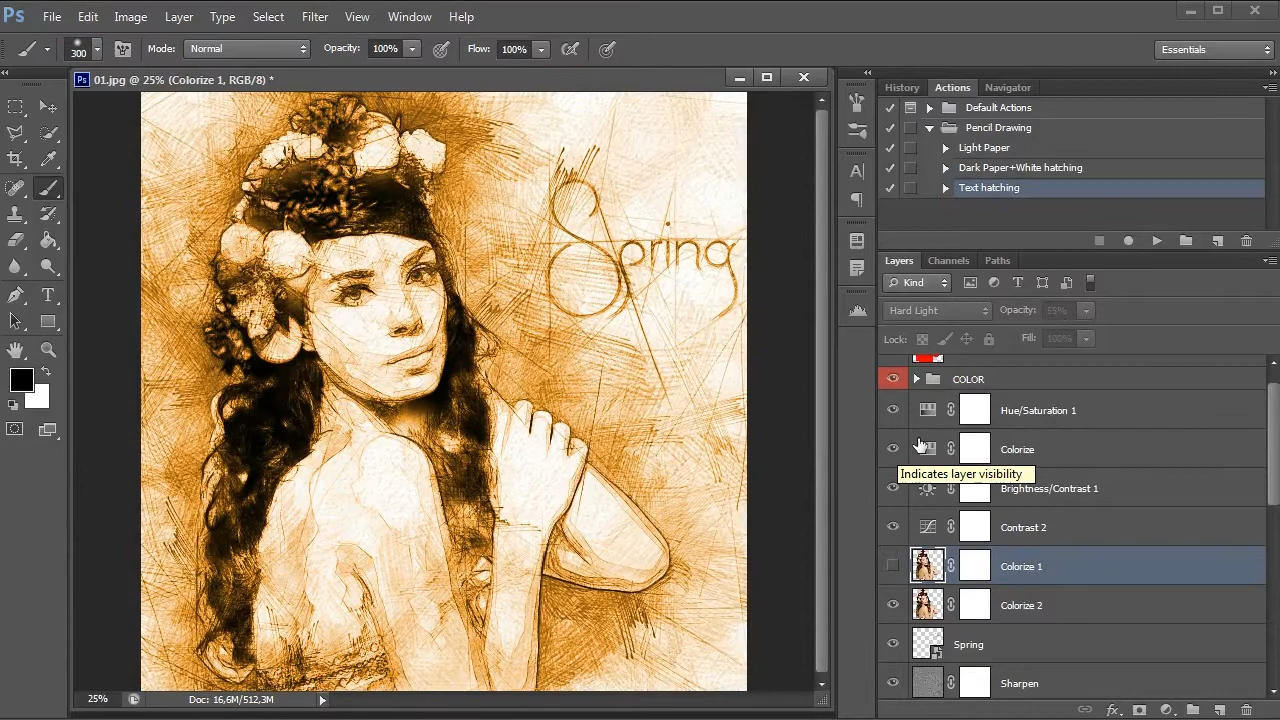 Ps File Edit Image Layer Type Select Filter View Window Help
300 Mode: Normal Opacity: 100% Flow: 100% Essentials
Ps 01.jpg @ 25% (Colorize 1, RGB/8) *
Spring
25% Doc: 16,6M/512,3M
History Actions Navigator
Default Actions
Pencil Drawing
Light Paper
Dark Paper+White hatching
Text hatching
Layers Channels Paths
Kind
Hard Light Opacity: 55%
Lock: Fill: 100%
COLOR
Hue/Saturation 1
Colorize
Indicates layer visibility
Brightness/Contrast 1
Contrast 2
Colorize 1
Colorize 2
Spring
Sharpen